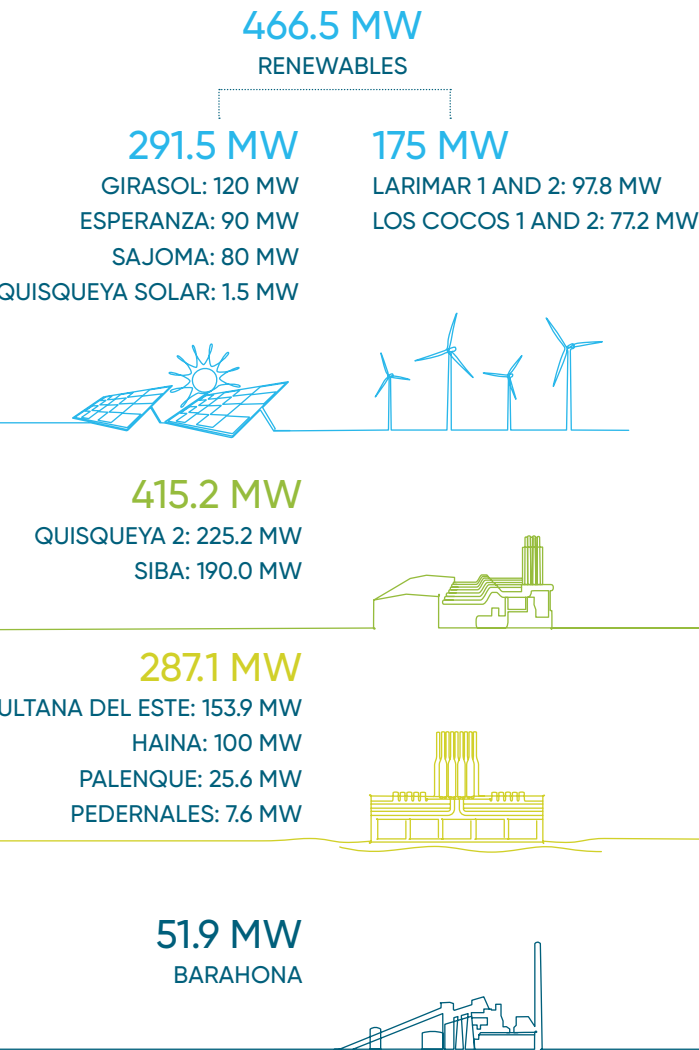 466.5 MW
RENEWABLES
291.5 MW
GIRASOL: 120 MW
ESPERANZA: 90 MW
SAJOMA: 80 MW
QUISQUEYA SOLAR: 1.5 MW
175 MW
LARIMAR 1 AND 2: 97.8 MW
LOS COCOS 1 AND 2: 77.2 MW
415.2 MW
QUISQUEYA 2: 225.2 MW
SIBA: 190.0 MW
287.1 MW
ULTANA DEL ESTE: 153.9 MW
HAINA: 100 MW
PALENQUE: 25.6 MW
PEDERNALES: 7.6 MW
51.9 MW
BARAHONA